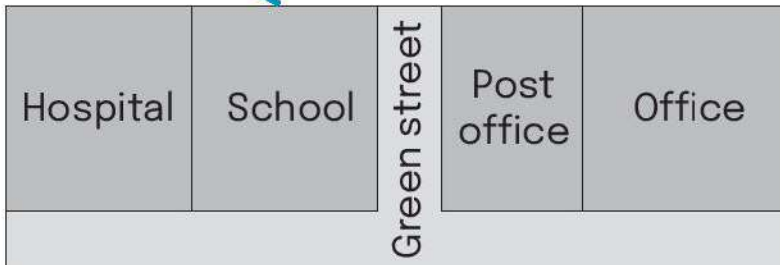 Hospital
School
Green street
Post
office
Office